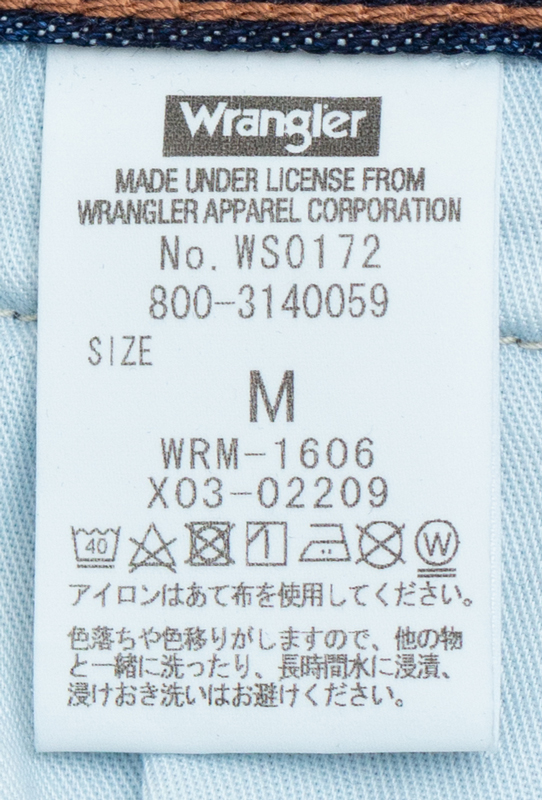 Wrangler
MADE UNDER LICENSE FROM
WRANGLER APPAREL CORPORATION
No. WS0172
800-3140059
SIZE
M
WRM-1606
X03-02209
40
W
アイロンはあて布を使用してください。
色落ちや色移りがしますので、他の物
と一緒に洗ったり、長時間水に浸漬、
浸けおき洗いはお避けください。